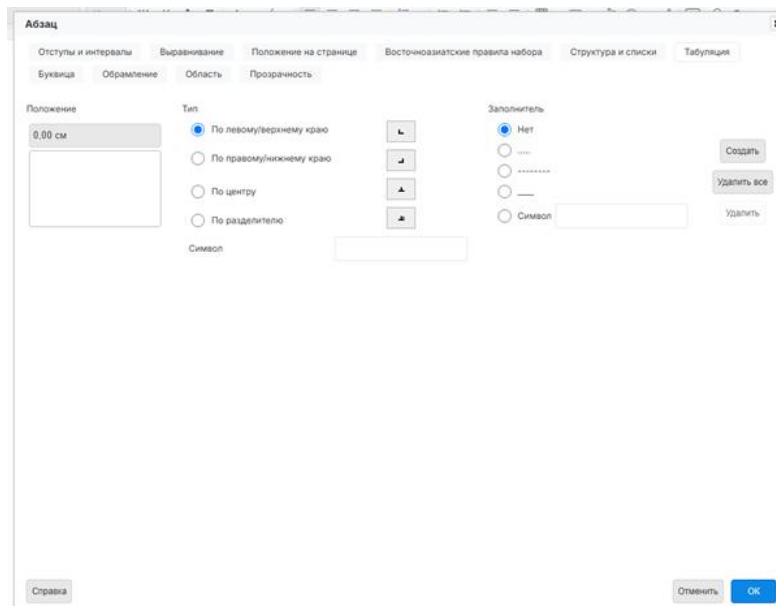 Абзац
Отступы и интервалы Выравнивание Положение на странице Восточноазиатские правила набора Структура и списки Табуляция
Буквица Обрамление Область Прозрачность
Положение Тип Заполнитель
0,00 см
По левому/верхнему краю
По правому/нижнему краю
По центру
По разделителю
Символ
Нет
.....
--------
___
Символ
Создать
Удалить все
Удалить
Справка Отменить ОК